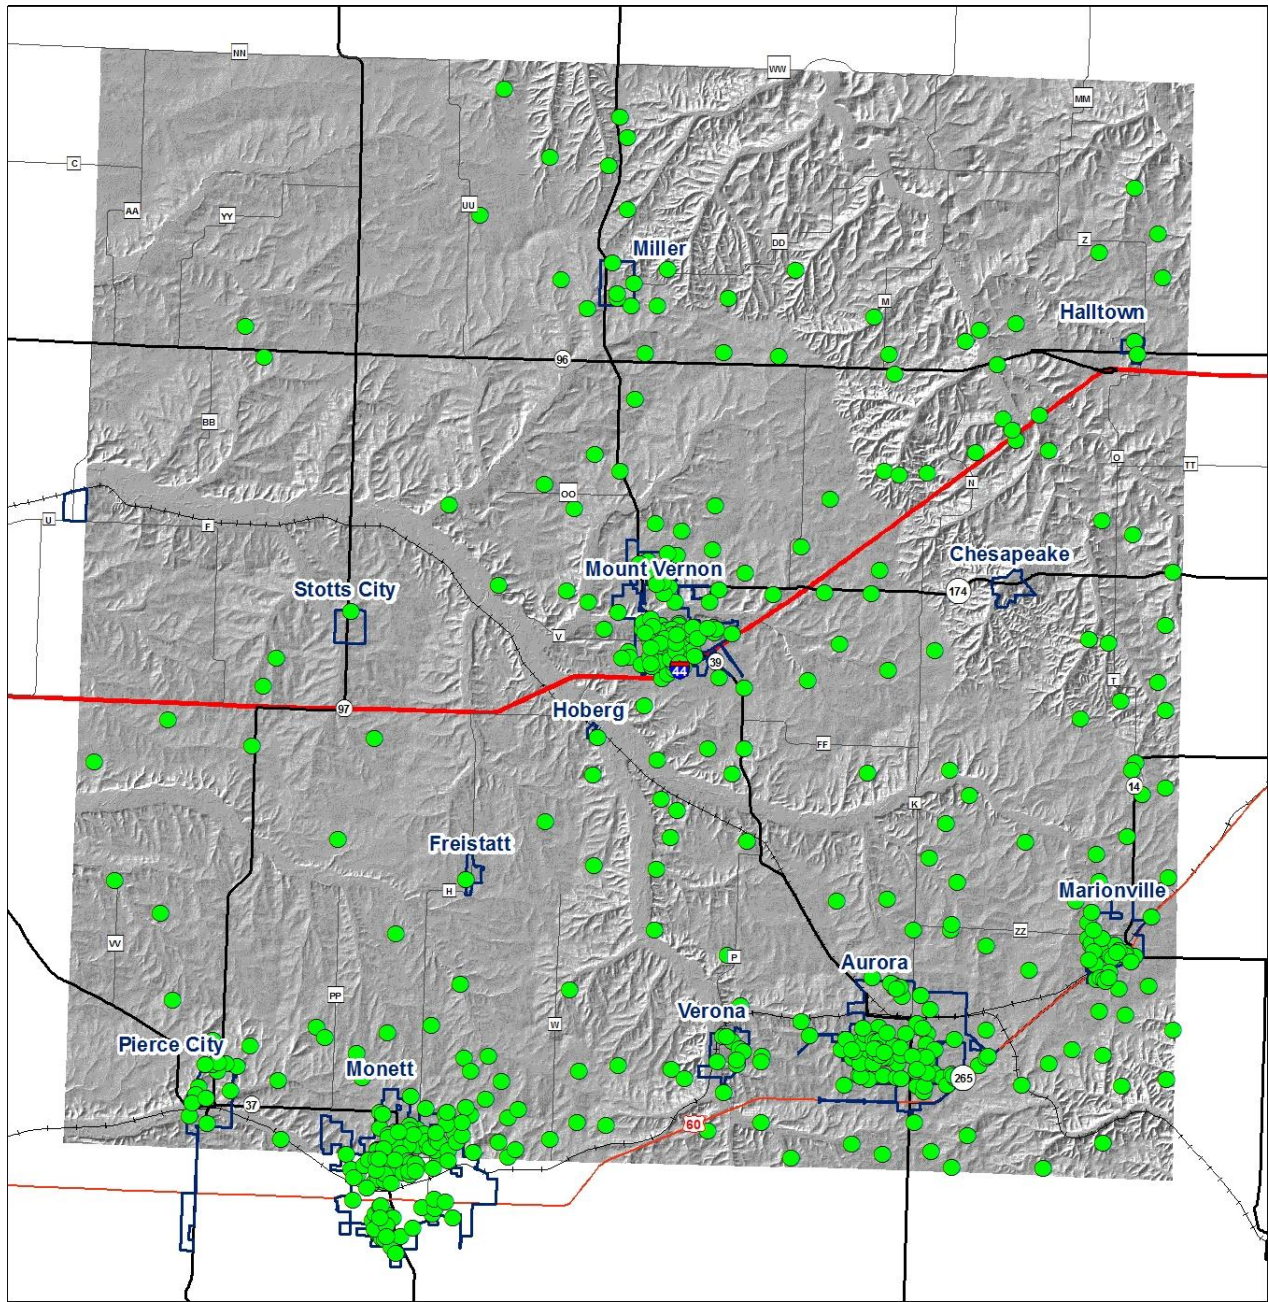 NN
WW
MM
C
AA
YY
UU
Z
DD
Miller
M
Halltown
96
BB
O
TT
N
OO
U
F
Chesapeake
Mount Vernon
Stotts City
174
V
39
44
T
Hoberg
97
FF
14
K
Freistatt
H
Marionville
ZZ
VV
P
Aurora
PP
Verona
W
Pierce City
Monett
265
37
60